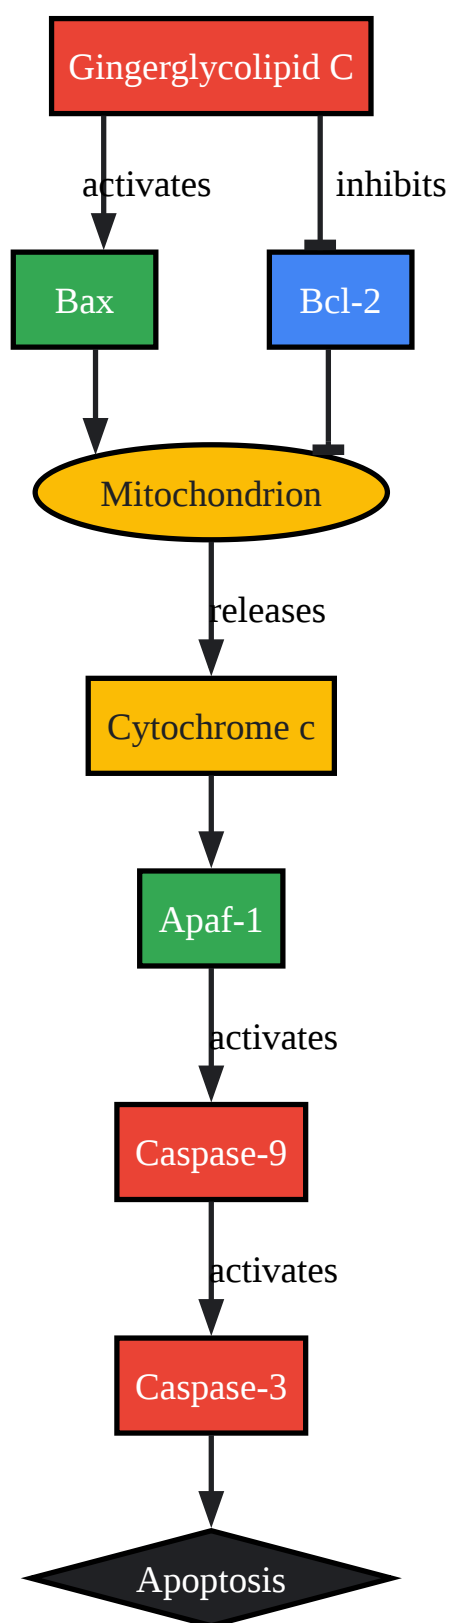 Gingerglycolipid C
activates
inhibits
Bax
Bcl-2
Mitochondrion
releases
Cytochrome c
Apaf-1
activates
Caspase-9
activates
Caspase-3
Apoptosis